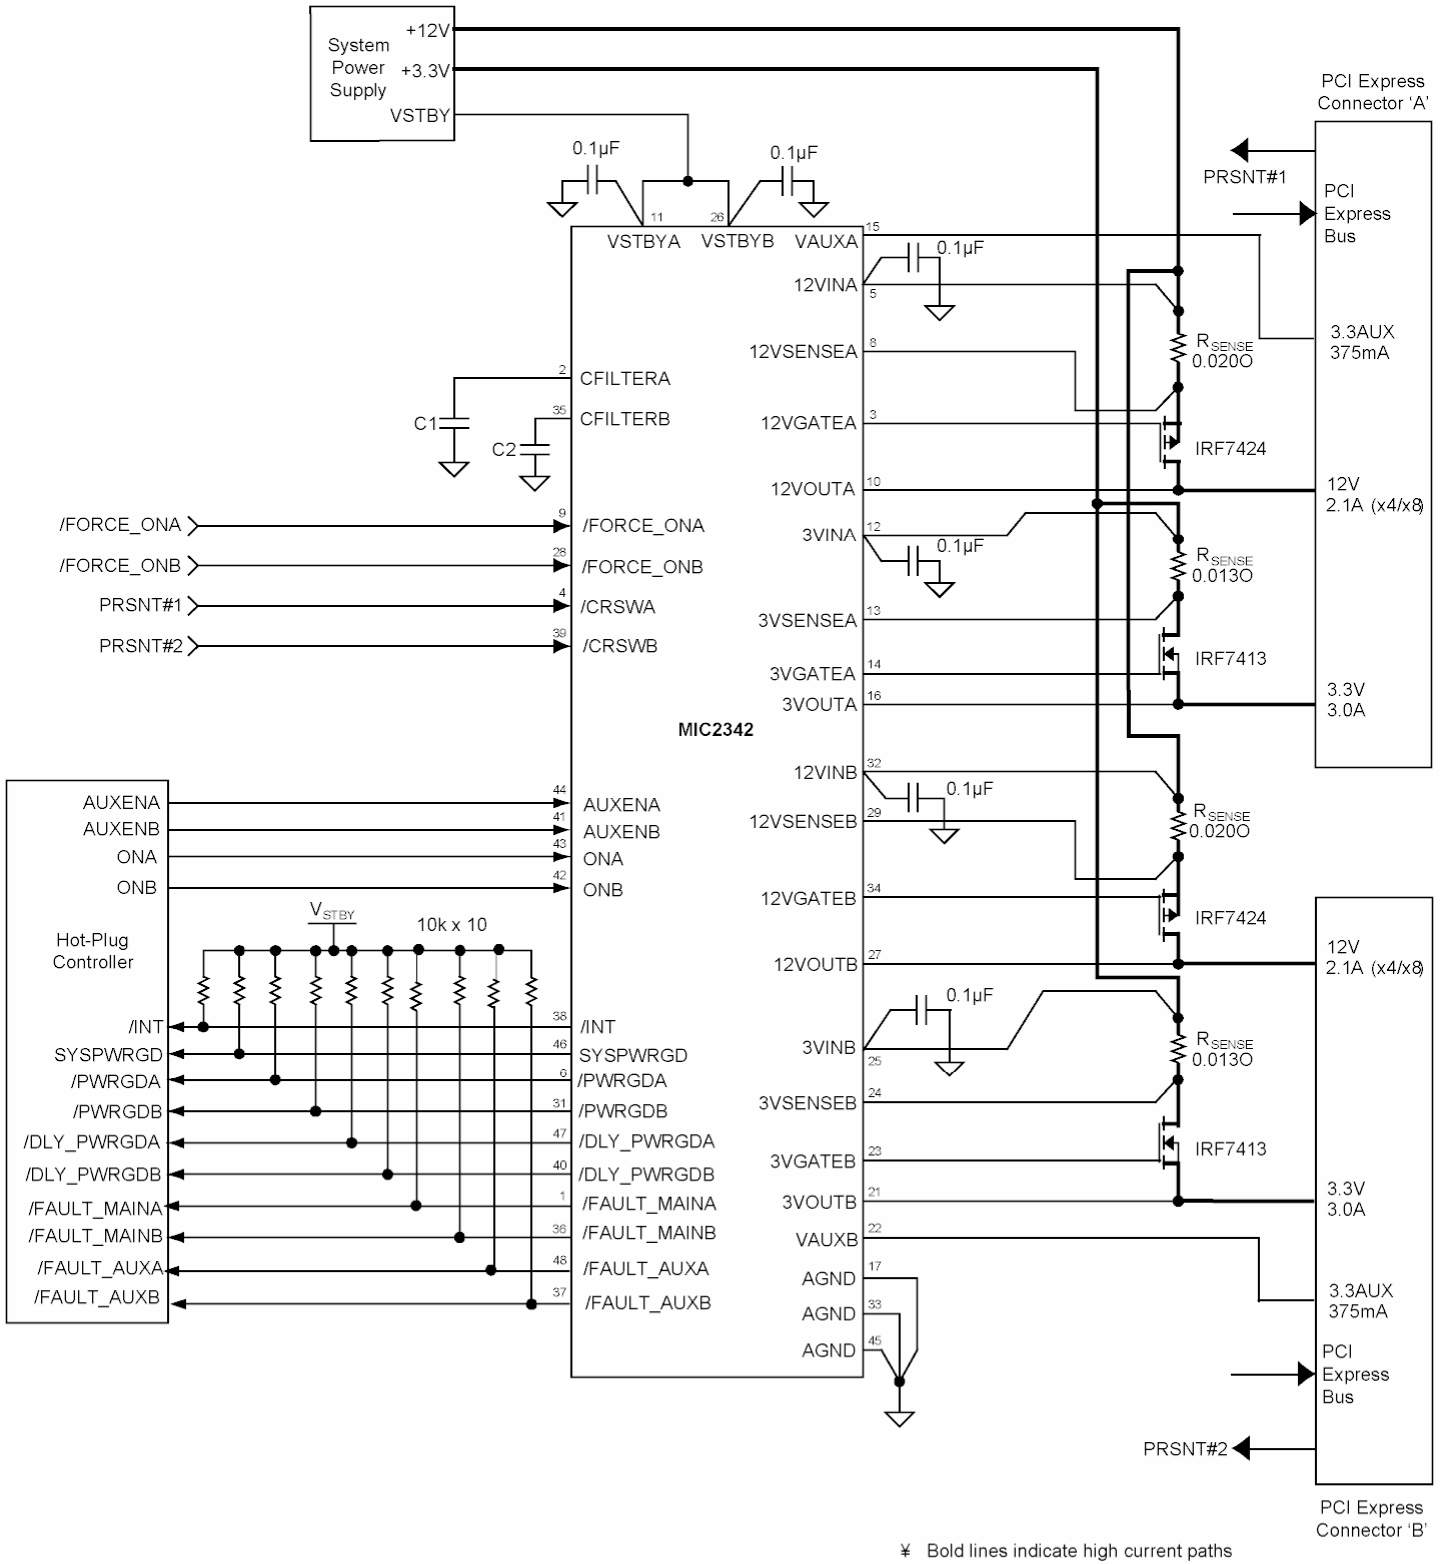 System
Power
Supply
+12V
+3.3V
VSTBY
0.1µF
0.1µF
11
26
VSTBYA
VSTBYB
MIC2342
2
CFILTERA
35
CFILTERB
C1
C2
/FORCE_ONA
9
/FORCE_ONA
/FORCE_ONB
28
/FORCE_ONB
PRSNT#1
4
/CRSWA
PRSNT#2
39
/CRSWB
Hot-Plug
Controller
AUXENA
44
AUXENA
AUXENB
41
AUXENB
ONA
43
ONA
ONB
42
ONB
VSTBY
10k x 10
/INT
38
/INT
SYSPWRGD
46
SYSPWRGD
/PWRGDA
6
/PWRGDA
/PWRGDB
31
/PWRGDB
/DLY_PWRGDA
47
/DLY_PWRGDA
/DLY_PWRGDB
40
/DLY_PWRGDB
/FAULT_MAINA
1
/FAULT_MAINA
/FAULT_MAINB
36
/FAULT_MAINB
/FAULT_AUXA
48
/FAULT_AUXA
/FAULT_AUXB
37
/FAULT_AUXB
VAUXA
15
0.1µF
12VINA
5
12VSENSEA
8
12VGATEA
3
12VOUTA
10
3VINA
12
0.1µF
3VSENSEA
13
3VGATEA
14
3VOUTA
16
12VINB
32
0.1µF
12VSENSEB
29
12VGATEB
34
12VOUTB
27
0.1µF
3VINB
25
3VSENSEB
24
3VGATEB
23
3VOUTB
21
VAUXB
22
AGND
17
AGND
33
AGND
45
RSENSE
0.020O
IRF7424
RSENSE
0.013O
IRF7413
RSENSE
0.020O
IRF7424
RSENSE
0.013O
IRF7413
PCI Express
Connector ‘A’
PRSNT#1
PCI
Express
Bus
3.3AUX
375mA
12V
2.1A (x4/x8)
3.3V
3.0A
12V
2.1A (x4/x8)
3.3V
3.0A
3.3AUX
375mA
PCI
Express
Bus
PRSNT#2
PCI Express
Connector ‘B’
¥ Bold lines indicate high current paths